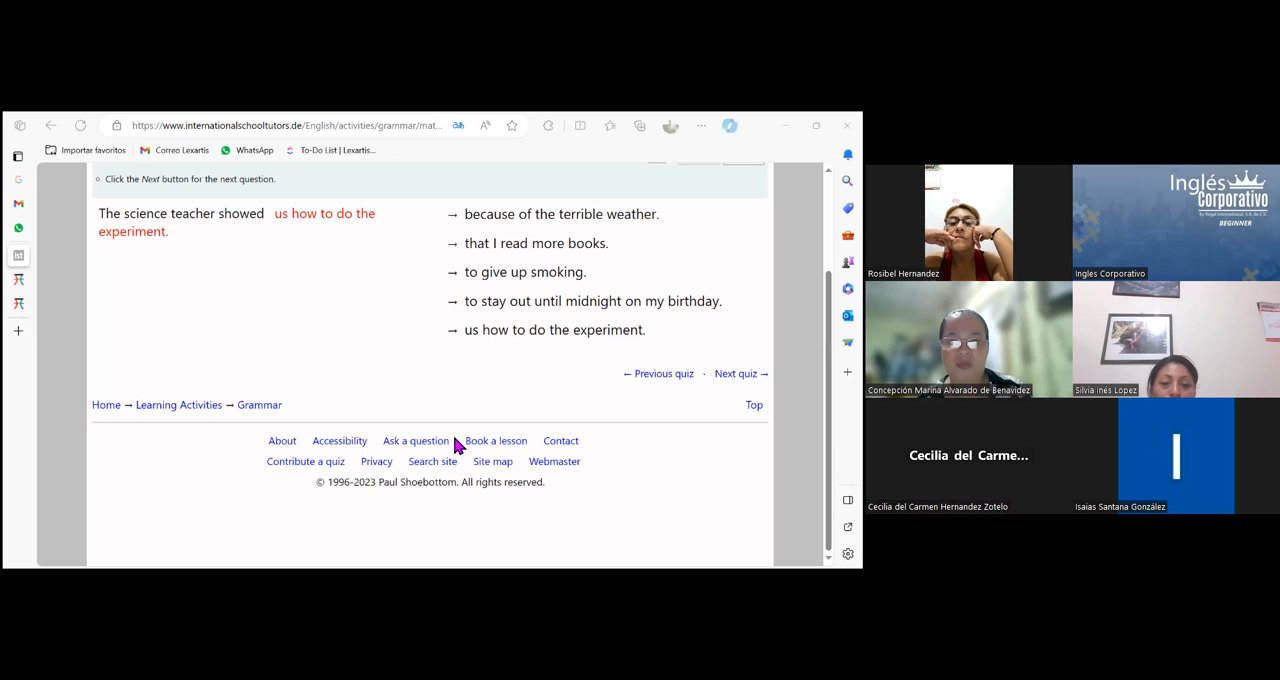 https://www.internationalschooltutors.de/English/activities/grammar/mat...
Importar favoritos
Correo Lexartis
WhatsApp
To-Do List | Lexartis...
Click the Next button for the next question.
The science teacher showed us how to do the
experiment.
→ because of the terrible weather.
→ that I read more books.
→ to give up smoking.
→ to stay out until midnight on my birthday.
→ us how to do the experiment.
← Previous quiz · Next quiz →
Home → Learning Activities → Grammar
Top
About Accessibility Ask a question Book a lesson Contact
Contribute a quiz Privacy Search site Site map Webmaster
© 1996-2023 Paul Shoebottom. All rights reserved.
Rosibel Hernandez
Inglés
Corporativo
By Regal International, S.A. de C.V.
BEGINNER
Ingles Corporativo
Concepción Marina Alvarado de Benavidez
Silvia Inés Lopez
Cecilia del Carme...
Cecilia del Carmen Hernandez Zotelo
I
Isaias Santana González